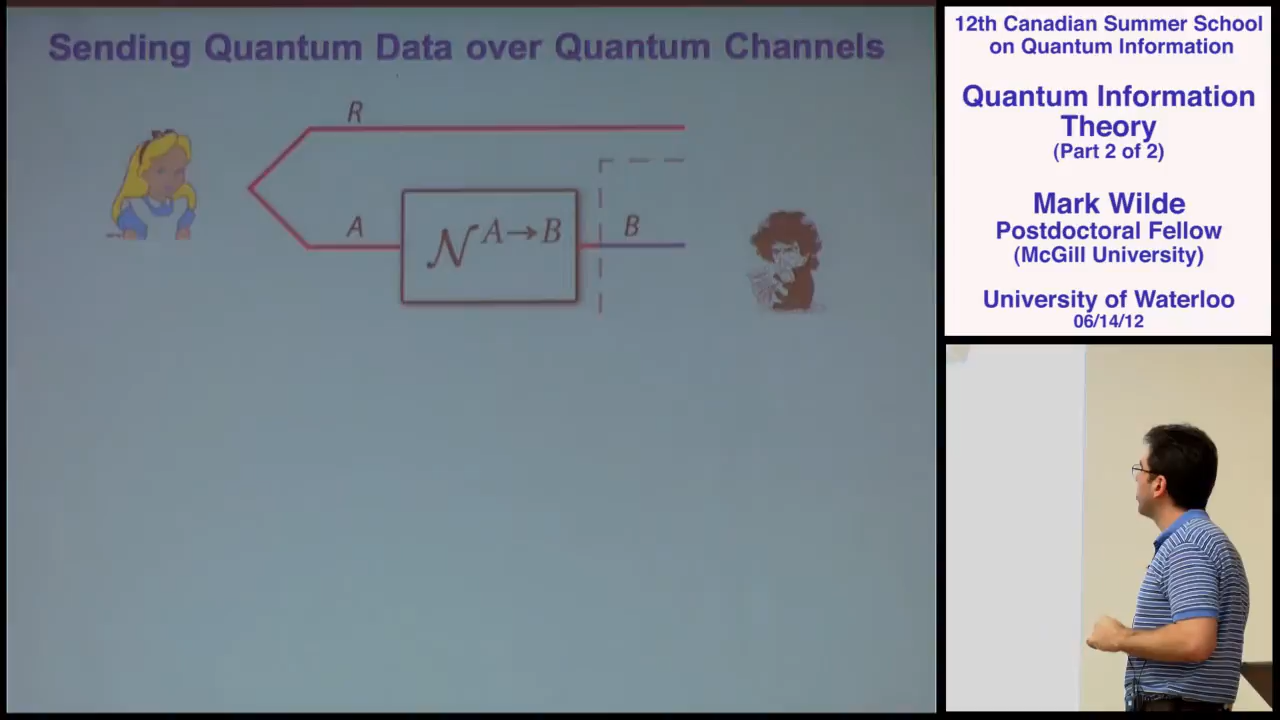 Sending Quantum Data over Quantum Channels
R
A
𝒩 A→B
B
12th Canadian Summer School
on Quantum Information
Quantum Information
Theory
(Part 2 of 2)
Mark Wilde
Postdoctoral Fellow
(McGill University)
University of Waterloo
06/14/12